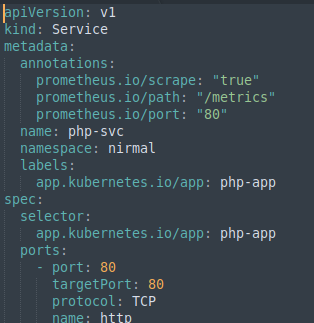 apiVersion: v1
kind: Service
metadata:
  annotations:
    prometheus.io/scrape: "true"
    prometheus.io/path: "/metrics"
    prometheus.io/port: "80"
  name: php-svc
  namespace: nirmal
  labels:
    app.kubernetes.io/app: php-app
spec:
  selector:
    app.kubernetes.io/app: php-app
  ports:
    - port: 80
      targetPort: 80
      protocol: TCP
      name: http